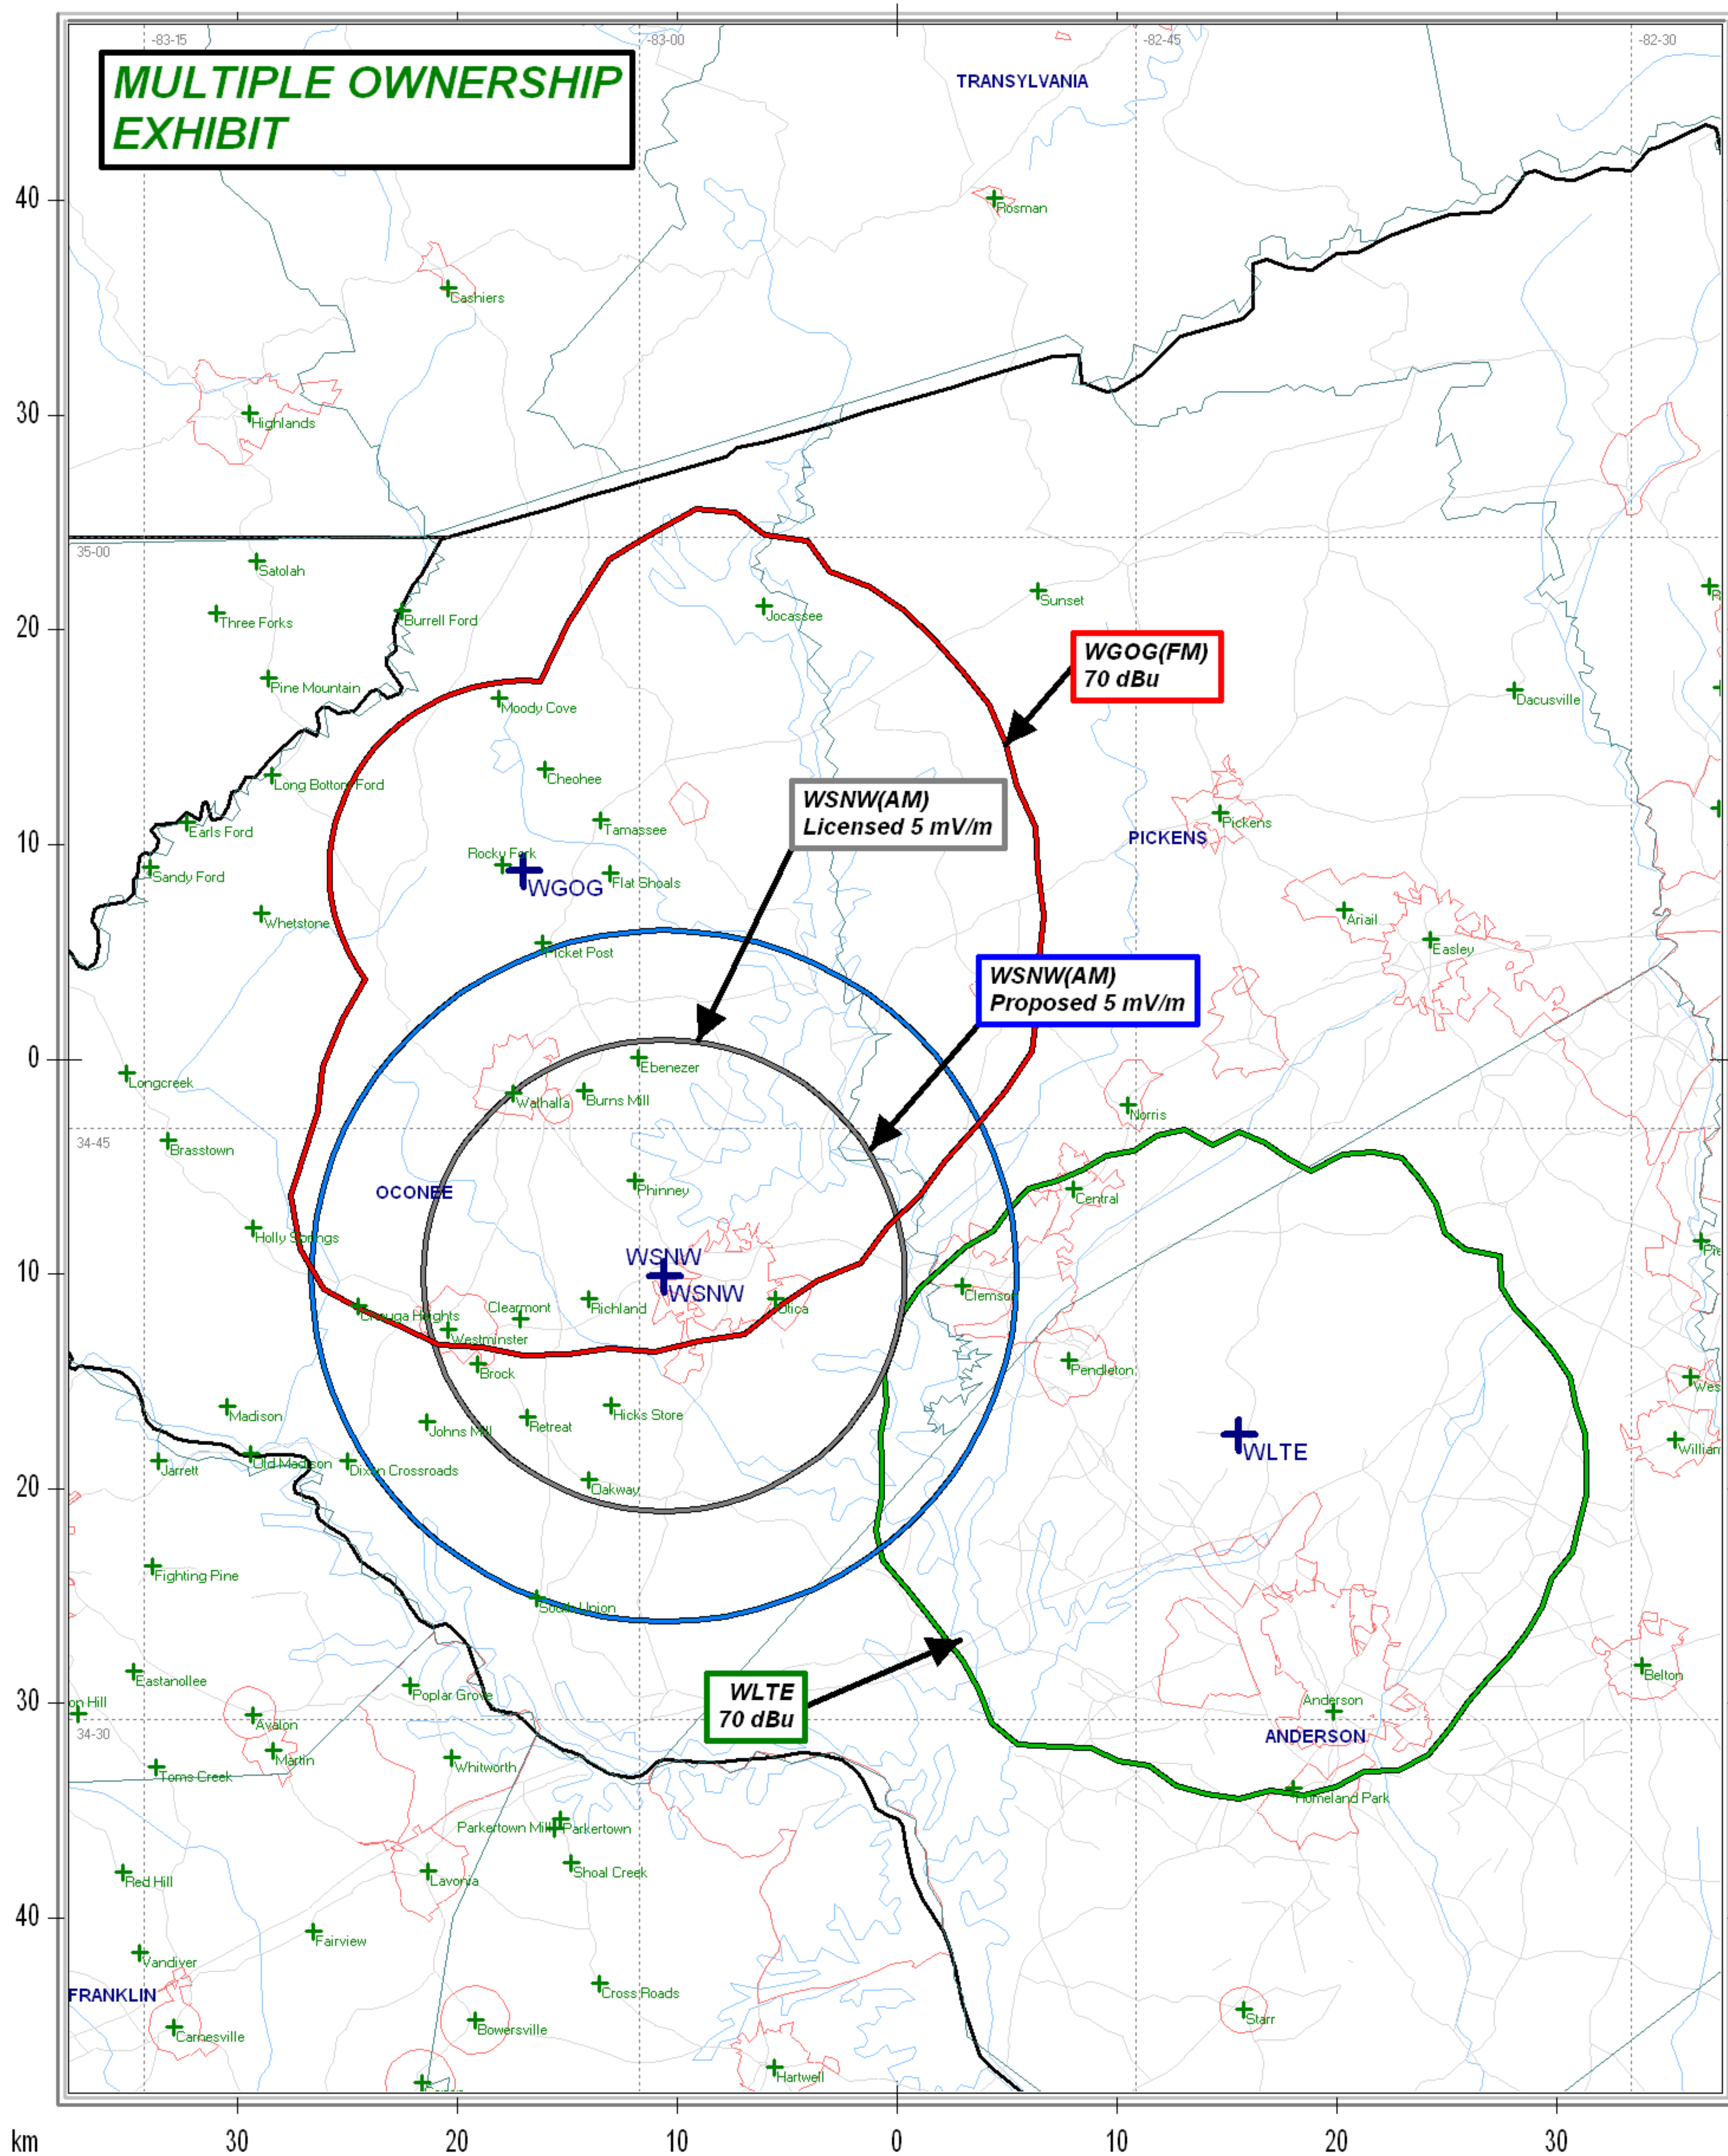 -83-15
-83-00
-82-45
-82-30
MULTIPLE OWNERSHIP
EXHIBIT
TRANSYLVANIA
40
Rosman
Cashiers
30
Highlands
35-00
Satolah
Sunset
Jocassee
Three Forks
Burrell Ford
20
WGOG(FM)
70 dBu
Pine Mountain
Moody Cove
Dacusville
Cheohee
Long Bottom Ford
WSNW(AM)
Licensed 5 mV/m
Pickens
Earls Ford
Tamassee
PICKENS
10
Rocky Fork
Sandy Ford
WGOG
Flat Shoals
Whetstone
Ariail
Easley
Picket Post
WSNW(AM)
Proposed 5 mV/m
0
Ebenezer
Longcreek
Walhalla
Burns Mill
Norris
34-45
Brasstown
OCONEE
Phinney
Central
Holly Springs
WSNW
10
WSNW
Clemson
Richland
Utica
Chauga Heights
Clearmont
Westminster
Brock
Pendleton
Madison
Johns Mill
Retreat
Hicks Store
WLTE
Jarrett
Old Madison
Dixon Crossroads
20
Oakway
Fighting Pine
South Union
Eastanollee
Belton
Poplar Grove
WLTE
70 dBu
30
on Hill
Avalon
Anderson
34-30
ANDERSON
Martin
Whitworth
Toms Creek
Homeland Park
Parkertown Mill
Parkertown
Red Hill
Lavonia
Shoal Creek
40
Fairview
Vandiver
FRANKLIN
Cross Roads
Carnesville
Bowersville
Starr
Hartwell
km
30
20
10
0
10
20
30